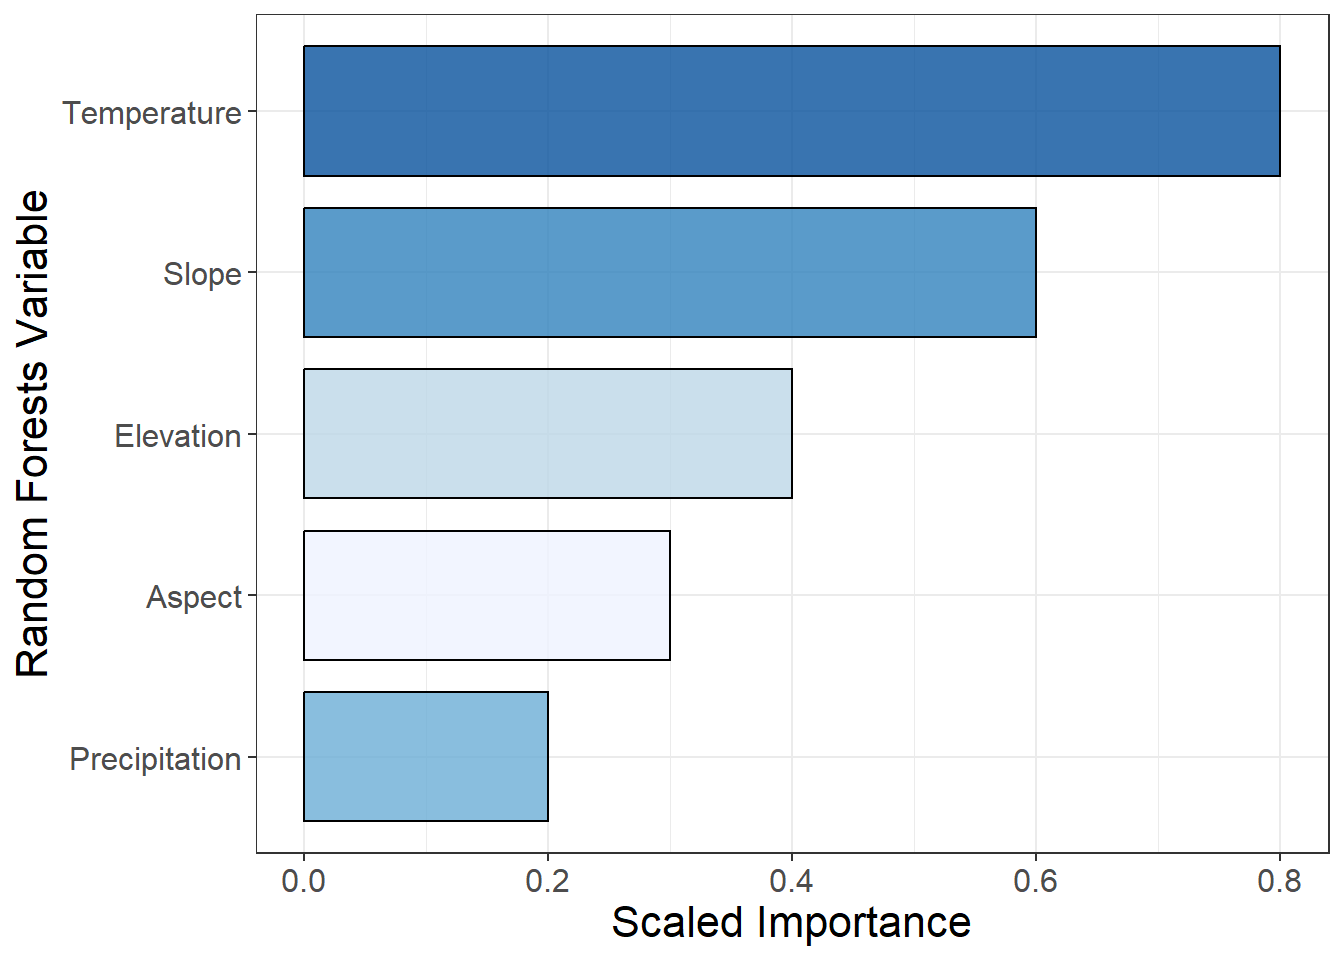 Random Forests Variable
Temperature
Slope
Elevation
Aspect
Precipitation
0.0 0.2 0.4 0.6 0.8
Scaled Importance